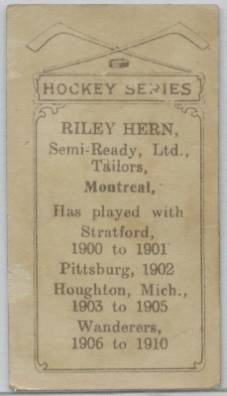 HOCKEY SERIES
RILEY HERN,
Semi-Ready, Ltd.,
Tailors,
Montreal,
Has played with
Stratford,
1900 to 1901
Pittsburg, 1902
Houghton, Mich.,
1903 to 1905
Wanderers,
1906 to 1910